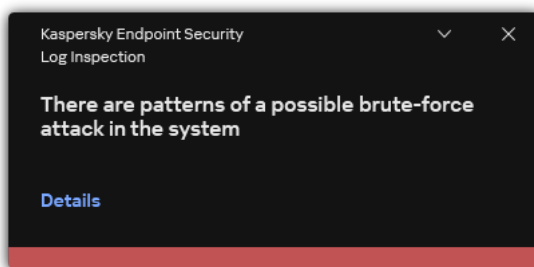 Kaspersky Endpoint Security
Log Inspection
There are patterns of a possible brute-force
attack in the system
Details